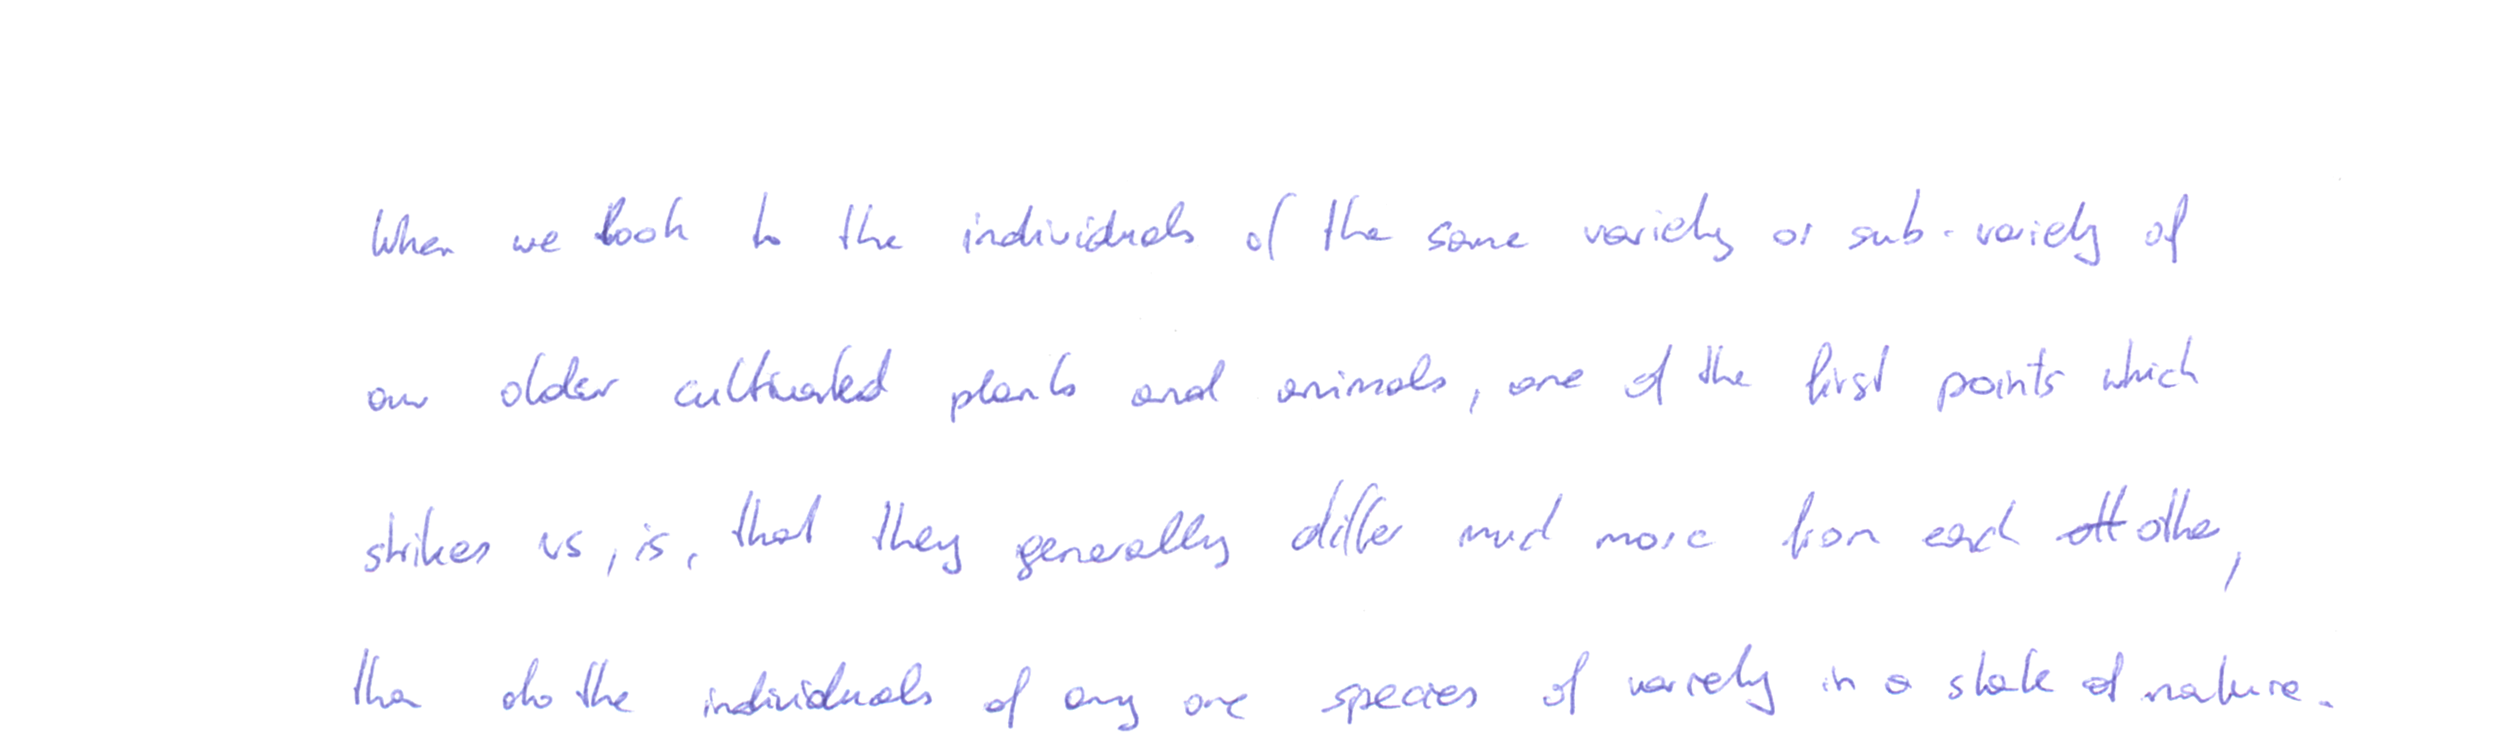 When we look to the individuals of the same variety or sub-variety of
our older cultivated plants and animals, one of the first points which
strikes us, is, that they generally differ much more from each other,
than do the individuals of any one species of variety in a state of nature.